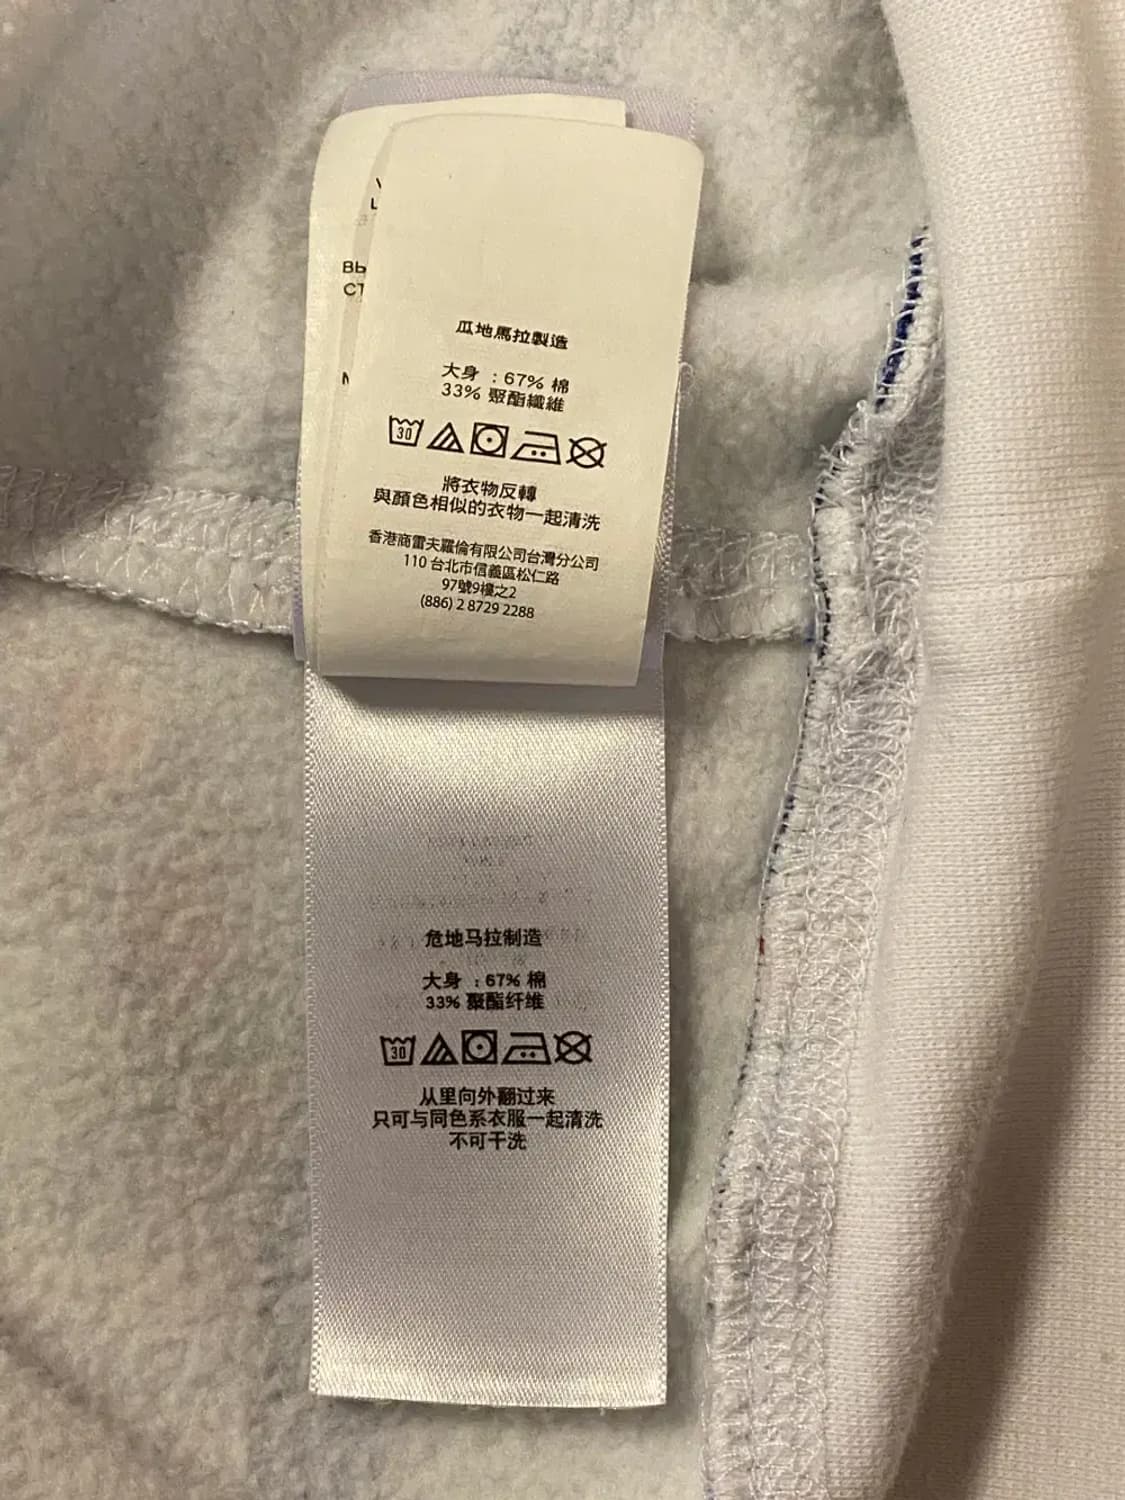 ВЬ
СТ
瓜地馬拉製造
大身 : 67% 棉
33% 聚酯纖維
30
將衣物反轉
與顏色相似的衣物一起清洗
香港商雷夫羅倫有限公司台灣分公司
110 台北市信義區松仁路
97號9樓之2
(886) 2 8729 2288
危地马拉制造
大身 : 67% 棉
33% 聚酯纤维
30
从里向外翻过来
只可与同色系衣服一起清洗
不可干洗